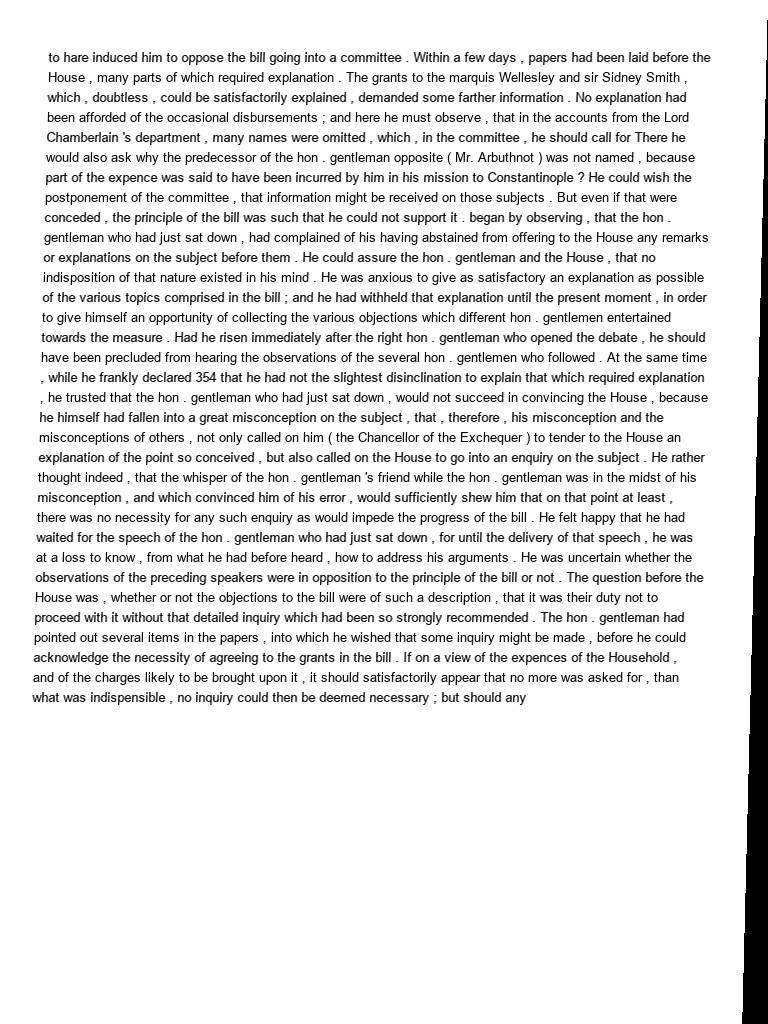 to hare induced him to oppose the bill going into a committee . Within a few days , papers had been laid before the
House , many parts of which required explanation . The grants to the marquis Wellesley and sir Sidney Smith ,
which , doubtless , could be satisfactorily explained , demanded some farther information . No explanation had
been afforded of the occasional disbursements ; and here he must observe , that in the accounts from the Lord
Chamberlain 's department , many names were omitted , which , in the committee , he should call for There he
would also ask why the predecessor of the hon . gentleman opposite ( Mr. Arbuthnot ) was not named , because
part of the expence was said to have been incurred by him in his mission to Constantinople ? He could wish the
postponement of the committee , that information might be received on those subjects . But even if that were
conceded , the principle of the bill was such that he could not support it . began by observing , that the hon .
gentleman who had just sat down , had complained of his having abstained from offering to the House any remarks
or explanations on the subject before them . He could assure the hon . gentleman and the House , that no
indisposition of that nature existed in his mind . He was anxious to give as satisfactory an explanation as possible
of the various topics comprised in the bill ; and he had withheld that explanation until the present moment , in order
to give himself an opportunity of collecting the various objections which different hon . gentlemen entertained
towards the measure . Had he risen immediately after the right hon . gentleman who opened the debate , he should
have been precluded from hearing the observations of the several hon . gentlemen who followed . At the same time
, while he frankly declared 354 that he had not the slightest disinclination to explain that which required explanation
, he trusted that the hon . gentleman who had just sat down , would not succeed in convincing the House , because
he himself had fallen into a great misconception on the subject , that , therefore , his misconception and the
misconceptions of others , not only called on him ( the Chancellor of the Exchequer ) to tender to the House an
explanation of the point so conceived , but also called on the House to go into an enquiry on the subject . He rather
thought indeed , that the whisper of the hon . gentleman 's friend while the hon . gentleman was in the midst of his
misconception , and which convinced him of his error , would sufficiently shew him that on that point at least ,
there was no necessity for any such enquiry as would impede the progress of the bill . He felt happy that he had
waited for the speech of the hon . gentleman who had just sat down , for until the delivery of that speech , he was
at a loss to know , from what he had before heard , how to address his arguments . He was uncertain whether the
observations of the preceding speakers were in opposition to the principle of the bill or not . The question before the
House was , whether or not the objections to the bill were of such a description , that it was their duty not to
proceed with it without that detailed inquiry which had been so strongly recommended . The hon . gentleman had
pointed out several items in the papers , into which he wished that some inquiry might be made , before he could
acknowledge the necessity of agreeing to the grants in the bill . If on a view of the expences of the Household ,
and of the charges likely to be brought upon it , it should satisfactorily appear that no more was asked for , than
what was indispensible , no inquiry could then be deemed necessary ; but should any